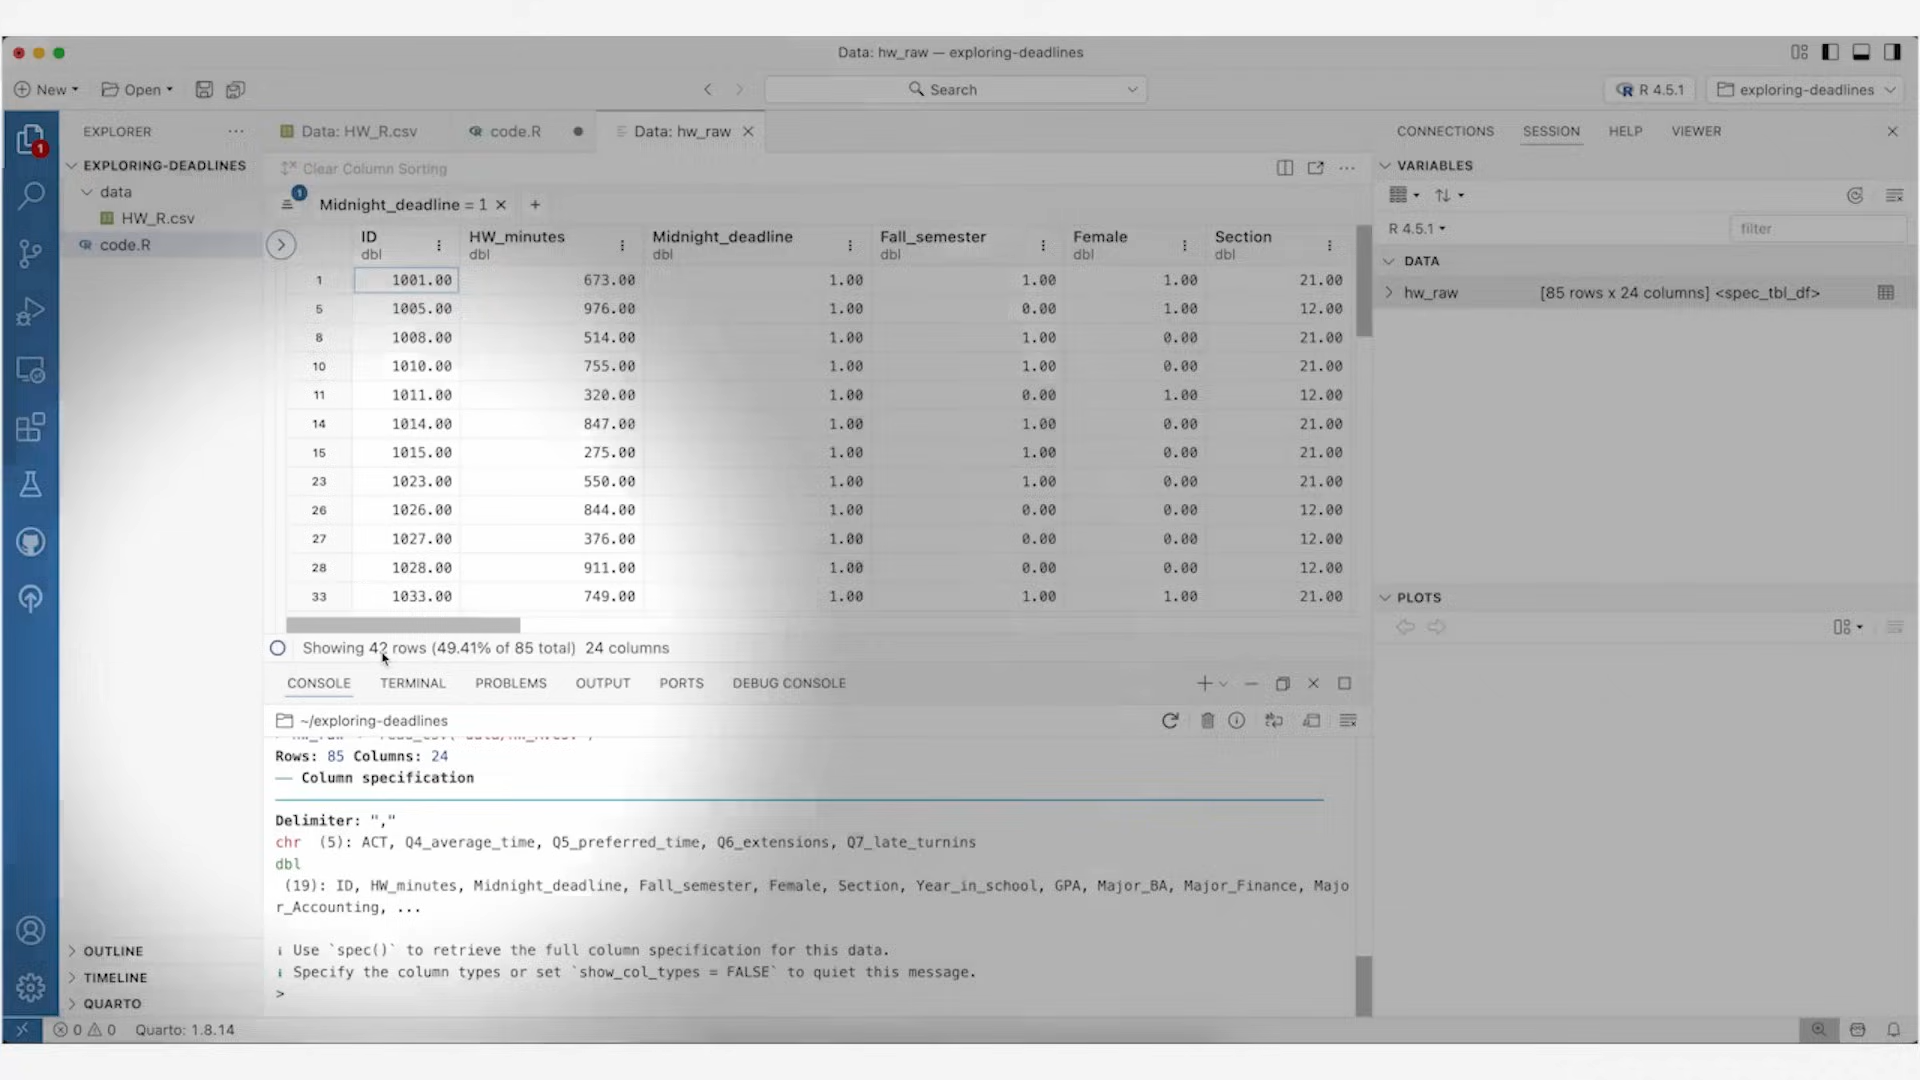 Data: hw_raw — exploring-deadlines
New Open Search R 4.5.1 exploring-deadlines
EXPLORER
EXPLORING-DEADLINES
data
HW_R.csv
code.R
1
Data: HW_R.csv code.R Data: hw_raw
Clear Column Sorting
1
Midnight_deadline = 1
ID HW_minutes Midnight_deadline Fall_semester Female Section
dbl dbl dbl dbl dbl dbl
1 1001.00 673.00 1.00 1.00 1.00 21.00
5 1005.00 976.00 1.00 0.00 1.00 12.00
8 1008.00 514.00 1.00 1.00 0.00 21.00
10 1010.00 755.00 1.00 1.00 0.00 21.00
11 1011.00 320.00 1.00 0.00 1.00 12.00
14 1014.00 847.00 1.00 1.00 0.00 21.00
15 1015.00 275.00 1.00 1.00 0.00 21.00
23 1023.00 550.00 1.00 1.00 0.00 21.00
26 1026.00 844.00 1.00 0.00 0.00 12.00
27 1027.00 376.00 1.00 0.00 0.00 12.00
28 1028.00 911.00 1.00 0.00 0.00 12.00
33 1033.00 749.00 1.00 1.00 1.00 21.00
Showing 42 rows (49.41% of 85 total) 24 columns
CONSOLE TERMINAL PROBLEMS OUTPUT PORTS DEBUG CONSOLE
~/exploring-deadlines
Rows: 85 Columns: 24
── Column specification
Delimiter: ","
chr (5): ACT, Q4_average_time, Q5_preferred_time, Q6_extensions, Q7_late_turnins
dbl
(19): ID, HW_minutes, Midnight_deadline, Fall_semester, Female, Section, Year_in_school, GPA, Major_BA, Major_Finance, Majo
r_Accounting, ...
i Use `spec()` to retrieve the full column specification for this data.
i Specify the column types or set `show_col_types = FALSE` to quiet this message.
>
CONNECTIONS SESSION HELP VIEWER
VARIABLES
R 4.5.1 filter
DATA
hw_raw [85 rows x 24 columns] <spec_tbl_df>
PLOTS
OUTLINE
TIMELINE
QUARTO
0 0 Quarto: 1.8.14